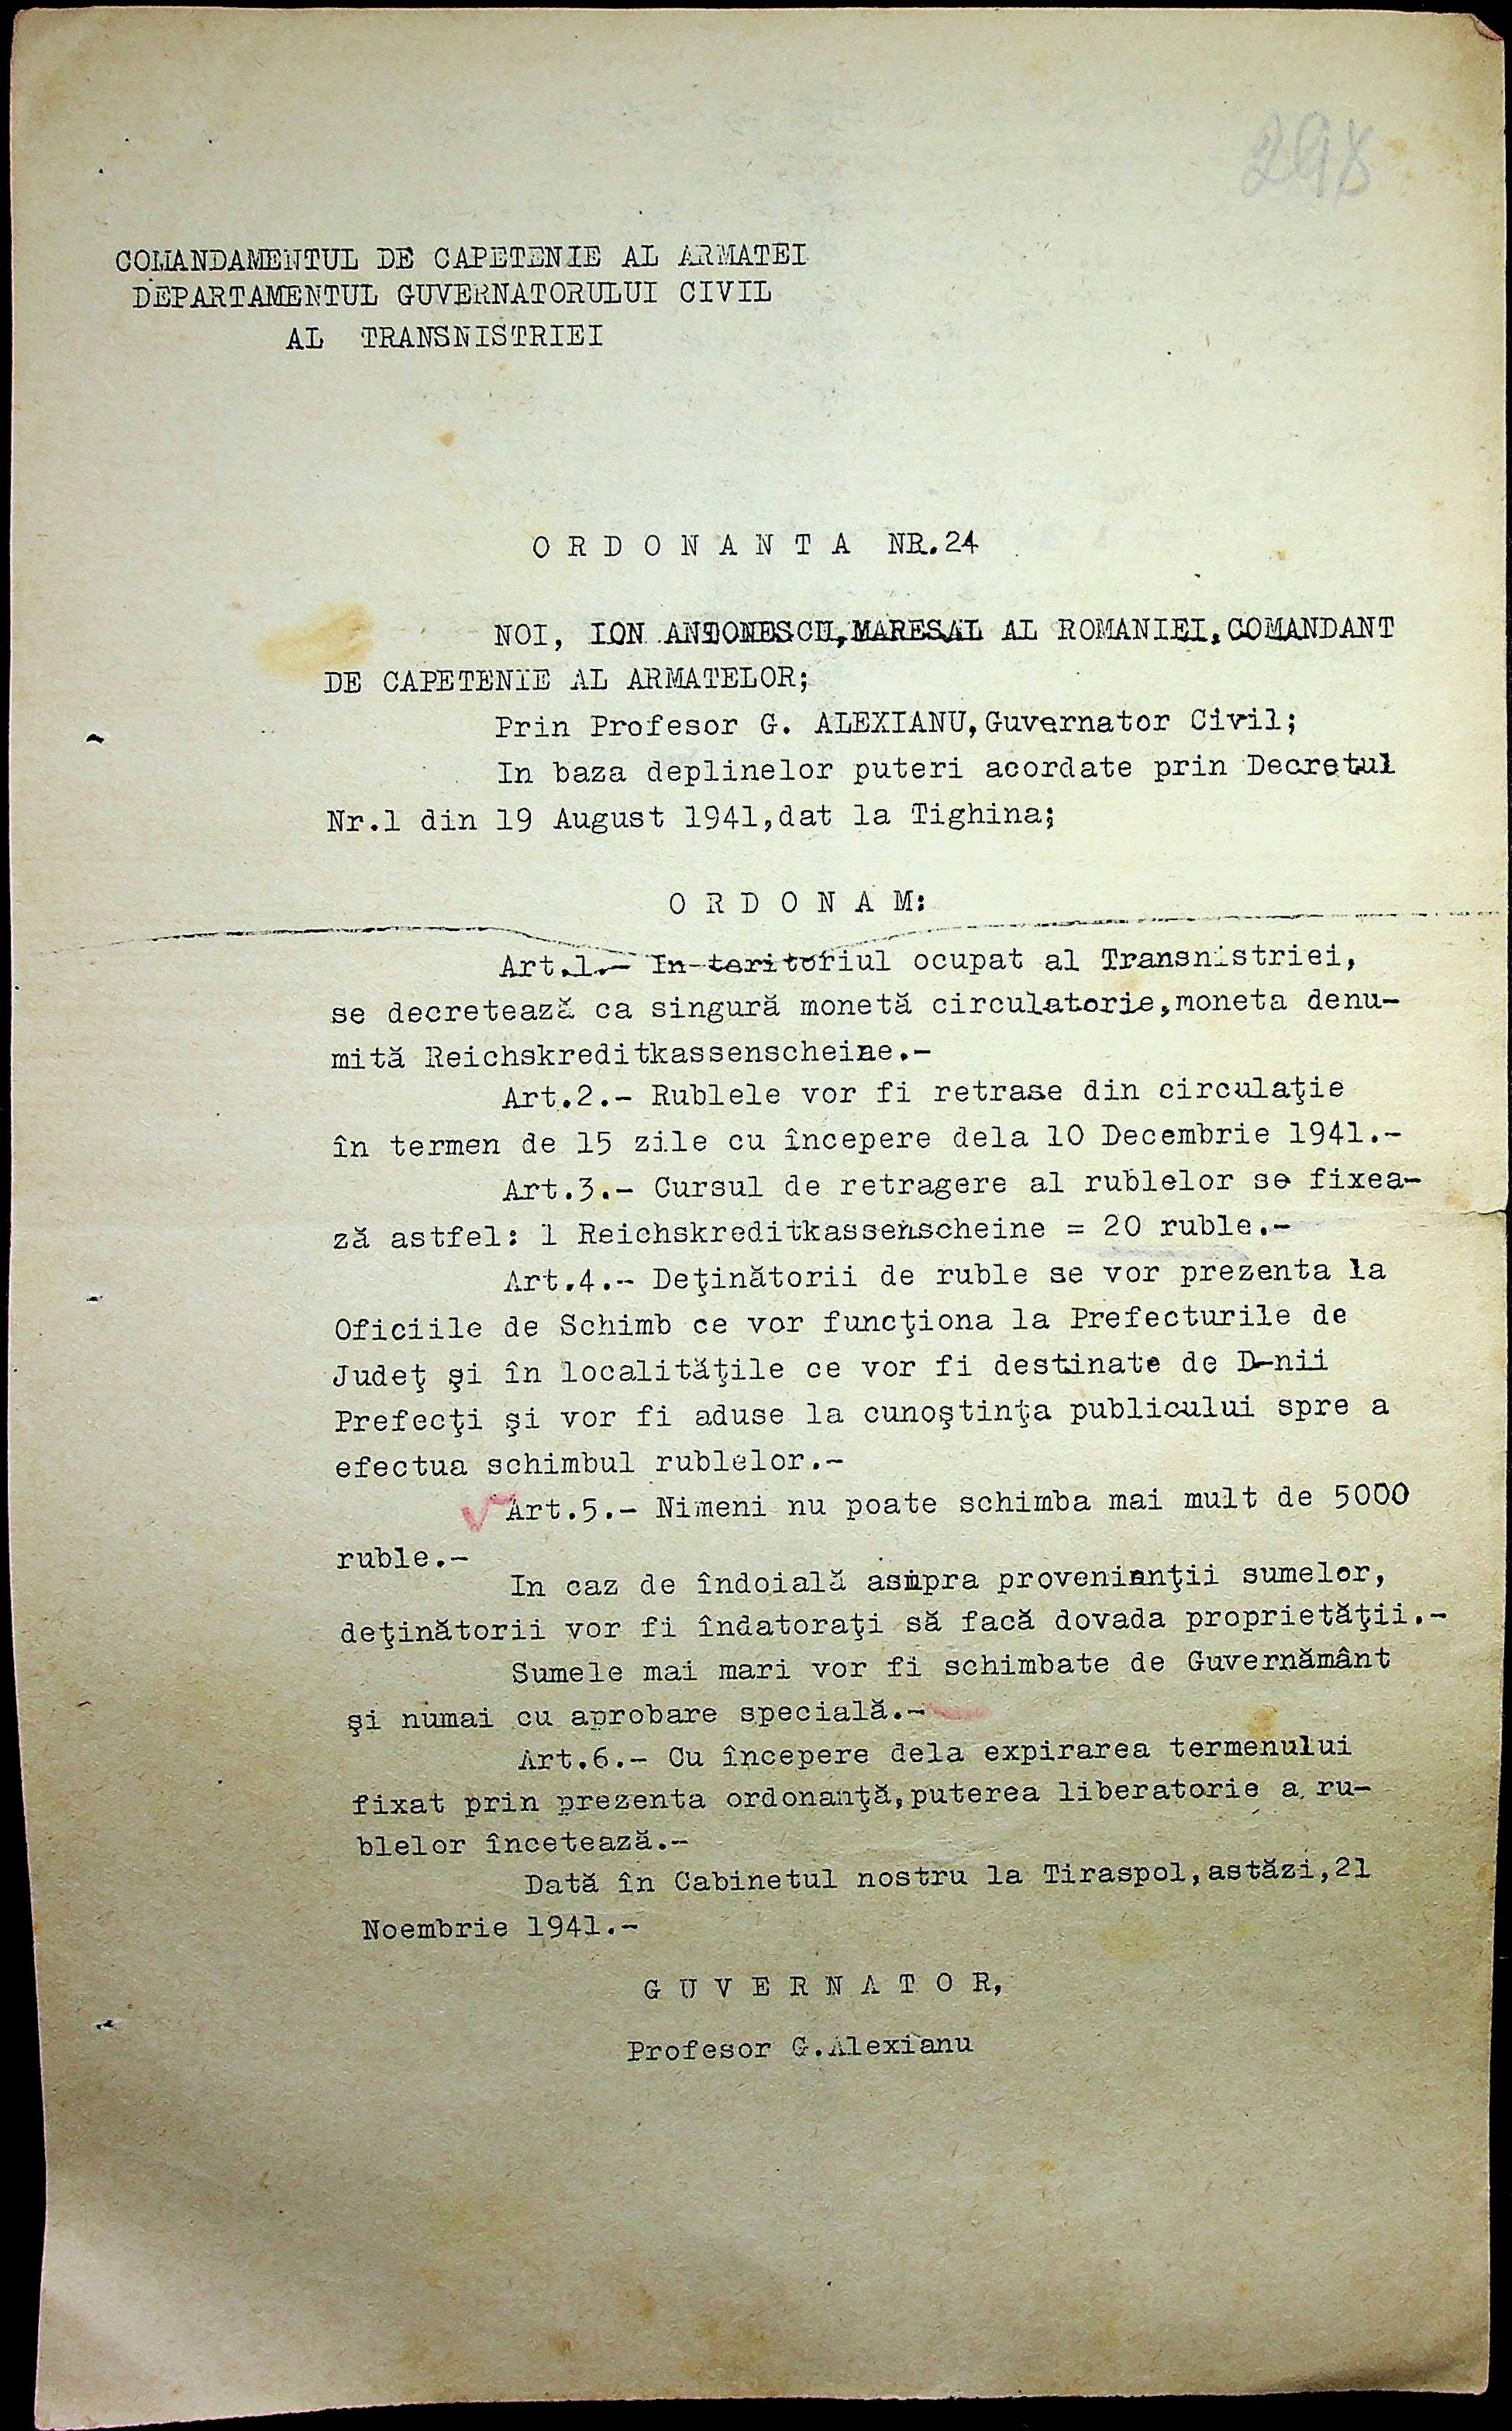 298
COMANDAMENTUL DE CAPETENIE AL ARMATEI
DEPARTAMENTUL GUVERNATORULUI CIVIL
AL TRANSNISTRIEI
O R D O N A N T A NR.24
NOI, ION ANTONESCU,MARESAL AL ROMANIEI,COMANDANT
DE CAPETENIE AL ARMATELOR;
Prin Profesor G. ALEXIANU,Guvernator Civil;
In baza deplinelor puteri acordate prin Decretul
Nr.1 din 19 August 1941,dat la Tighina;
O R D O N A M:
Art.1.- In teritoriul ocupat al Transnistriei,
se decretează ca singură monetă circulatorie,moneta denu-
mită Reichskreditkassenscheine.-
Art.2.- Rublele vor fi retrase din circulaţie
în termen de 15 zile cu începere dela 10 Decembrie 1941.-
Art.3.- Cursul de retragere al rublelor se fixea-
ză astfel: 1 Reichskreditkassenscheine = 20 ruble.-
Art.4.- Deţinătorii de ruble se vor prezenta la
Oficiile de Schimb ce vor funcţiona la Prefecturile de
Judeţ şi în localităţile ce vor fi destinate de D-nii
Prefecţi şi vor fi aduse la cunoştinţa publicului spre a
efectua schimbul rublelor.-
Art.5.- Nimeni nu poate schimba mai mult de 5000
ruble.-
In caz de îndoială asupra provenienţii sumelor,
deţinătorii vor fi îndatoraţi să facă dovada proprietăţii.-
Sumele mai mari vor fi schimbate de Guvernământ
şi numai cu aprobare specială.-
Art.6.- Cu începere dela expirarea termenului
fixat prin prezenta ordonanţă,puterea liberatorie a ru-
blelor încetează.-
Dată în Cabinetul nostru la Tiraspol,astăzi,21
Noembrie 1941.-
G U V E R N A T O R,
Profesor G.Alexianu